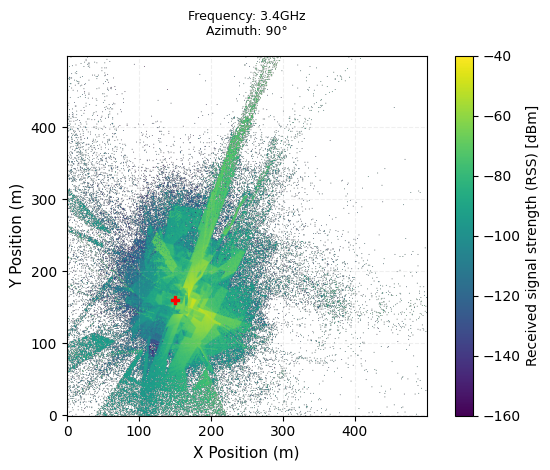 Frequency: 3.4GHz
Azimuth: 90°
Y Position (m)
400
300
200
100
0
0 100 200 300 400
X Position (m)
−40
−60
−80
−100
−120
−140
−160
Received signal strength (RSS) [dBm]